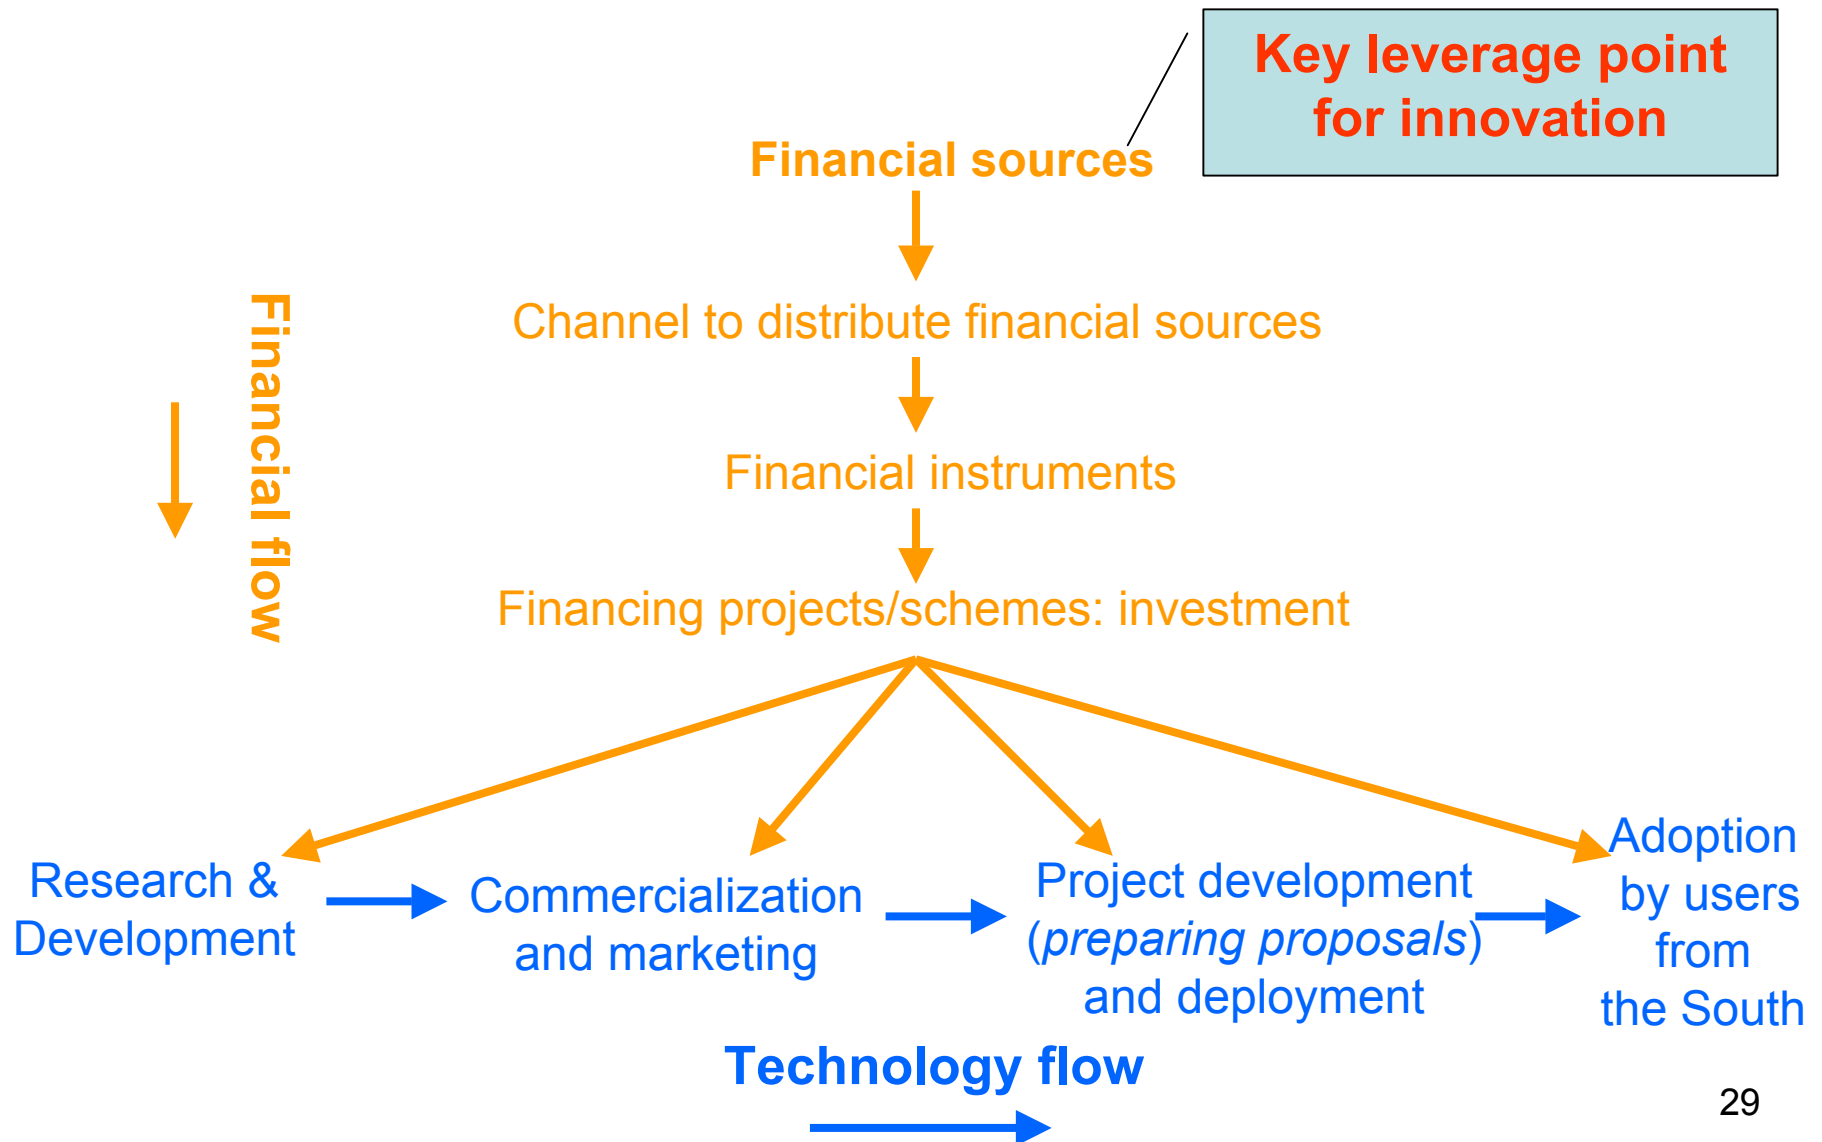 Key leverage point
for innovation
Financial sources
Channel to distribute financial sources
Financial flow
Financial instruments
Financing projects/schemes: investment
Research &
Development
Commercialization
and marketing
Project development
(preparing proposals)
and deployment
Adoption
by users
from
the South
Technology flow
29